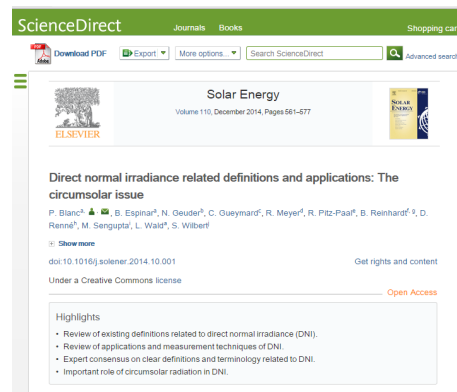 ScienceDirect Journals Books Shopping car
PDF Adobe Download PDF Export More options... Search ScienceDirect Advanced search
ELSEVIER
Solar Energy
Volume 110, December 2014, Pages 561–577
SOLAR ENERGY
Direct normal irradiance related definitions and applications: The
circumsolar issue
P. Blanc a, , B. Espinar a, N. Geuder b, C. Gueymard c, R. Meyer d, R. Pitz-Paal e, B. Reinhardt f, g, D.
Renné h, M. Sengupta i, L. Wald a, S. Wilbert j
Show more
doi:10.1016/j.solener.2014.10.001 Get rights and content
Under a Creative Commons license
Open Access
Highlights
• Review of existing definitions related to direct normal irradiance (DNI).
• Review of applications and measurement techniques of DNI.
• Expert consensus on clear definitions and terminology related to DNI.
• Important role of circumsolar radiation in DNI.